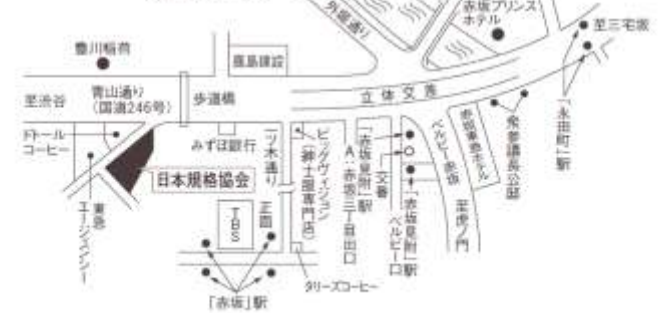 外堀通り
赤坂プリンス
ホテル
至三宅坂
豊川稲荷
鹿島建設
至渋谷
青山通り
(国道246号)
歩道橋
立体交差
「永田町」駅
ドトール
コーヒー
みずほ銀行
一ツ木通り
ビッグヴィジョン
(紳士服専門店)
A・赤坂三丁目出口
「赤坂見附」駅
交番
「赤坂見附」駅
ベルビー口
ベルビー赤坂
赤坂東急ホテル
至虎ノ門
衆参議長公邸
日本規格協会
東急
エージェンシー
TBS
正面
「赤坂」駅
タリーズコーヒー